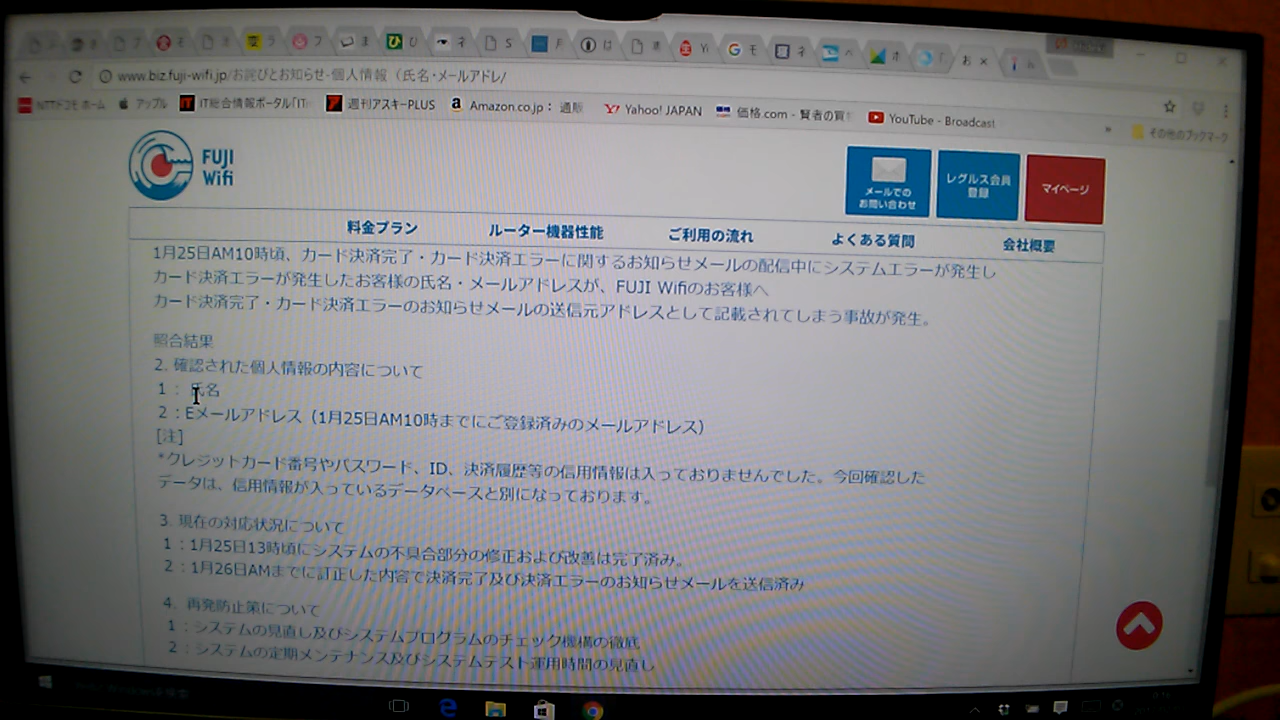 www.biz.fuji-wifi.jp/お詫びとお知らせ-個人情報（氏名・メールアドレ/
NTTドコモ ホーム アップル IT総合情報ポータル「IT 週刊アスキーPLUS Amazon.co.jp： 通販 Yahoo! JAPAN 価格.com - 賢者の買 YouTube - Broadcast » その他のブックマーク
FUJI
Wifi
メールでの
お問い合わせ
レグルス会員
登録
マイページ
料金プラン ルーター機器性能 ご利用の流れ よくある質問 会社概要
1月25日AM10時頃、カード決済完了・カード決済エラーに関するお知らせメールの配信中にシステムエラーが発生し
カード決済エラーが発生したお客様の氏名・メールアドレスが、FUJI Wifiのお客様へ
カード決済完了・カード決済エラーのお知らせメールの送信元アドレスとして記載されてしまう事故が発生。
照合結果
2. 確認された個人情報の内容について
1： 氏名
2：Eメールアドレス（1月25日AM10時までにご登録済みのメールアドレス）
[注]
*クレジットカード番号やパスワード、ID、決済履歴等の信用情報は入っておりませんでした。今回確認した
データは、信用情報が入っているデータベースと別になっております。
3. 現在の対応状況について
1：1月25日13時頃にシステムの不具合部分の修正および改善は完了済み。
2：1月26日AMまでに訂正した内容で決済完了及び決済エラーのお知らせメールを送信済み
4. 再発防止策について
1：システムの見直し及びシステムプログラムのチェック機構の徹底
2：システムの定期メンテナンス及びシステムテスト運用時間の見直し